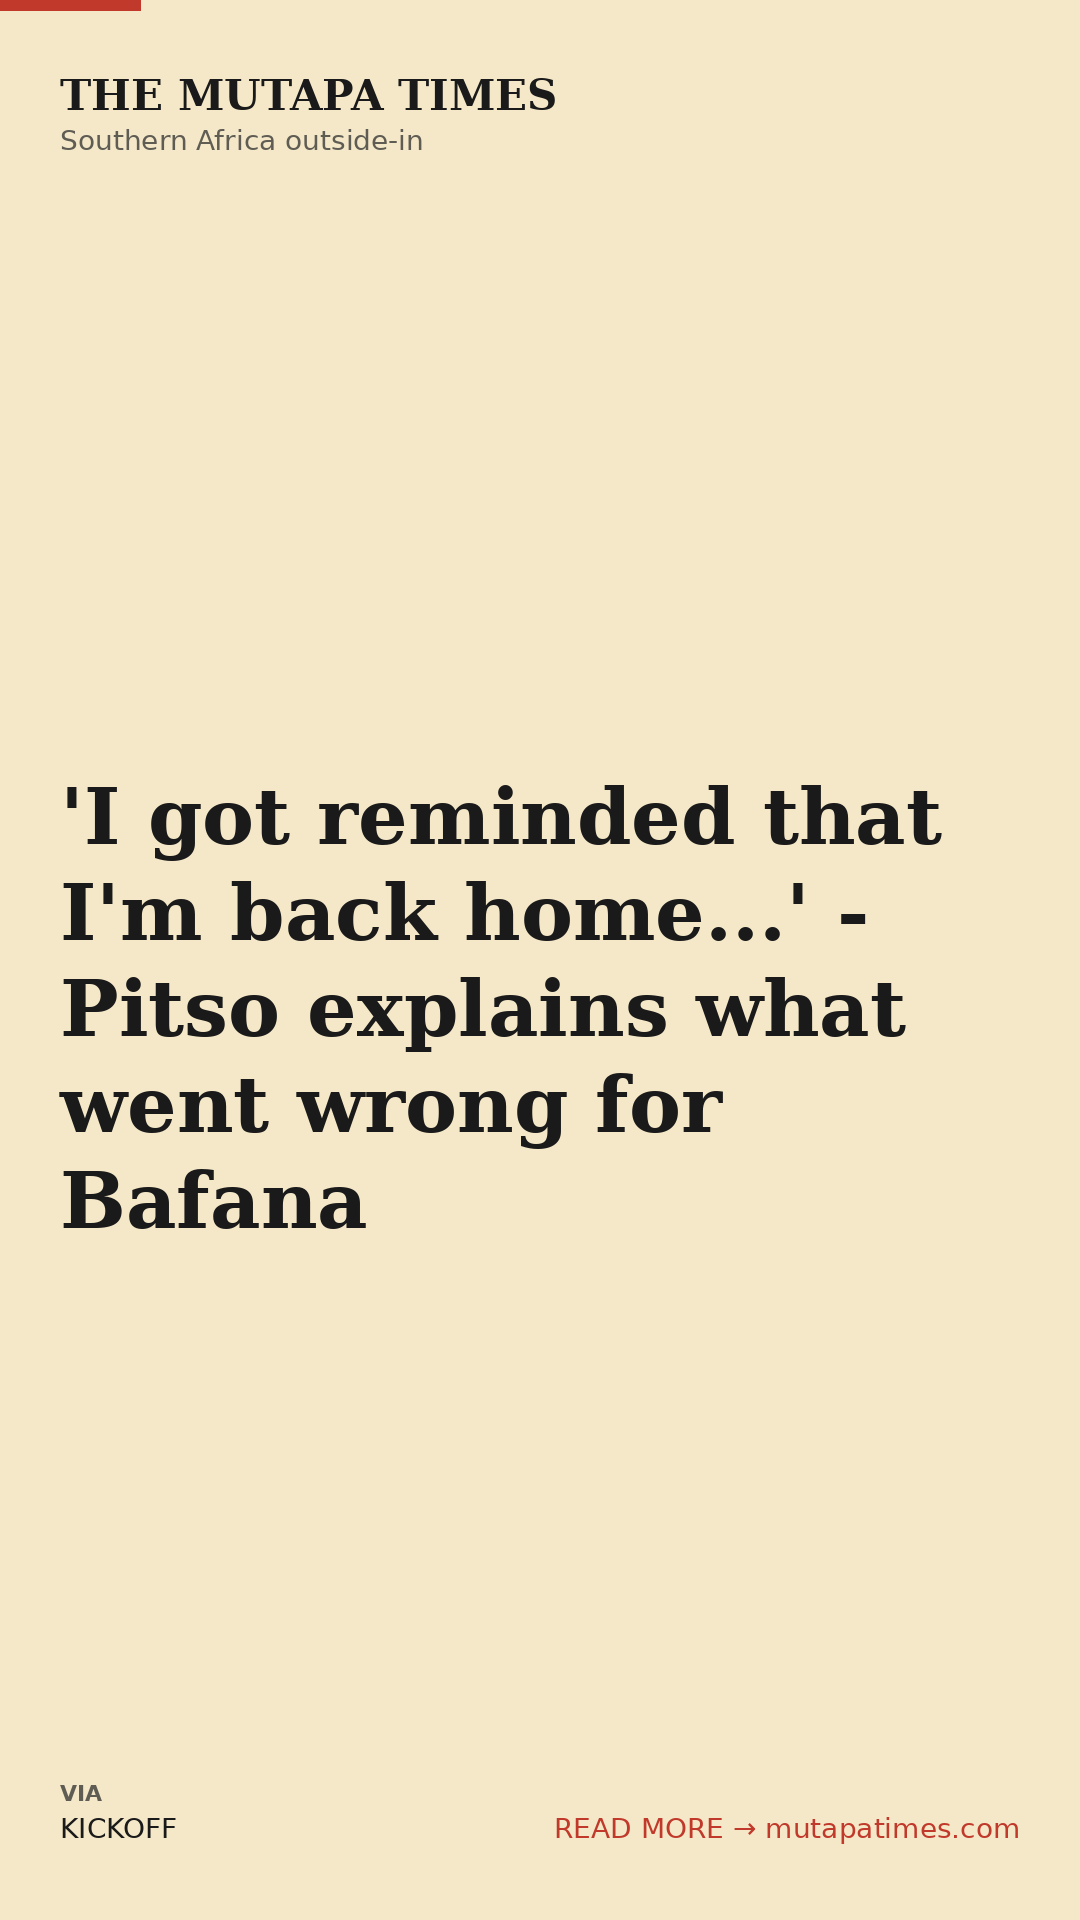 THE MUTAPA TIMES
Southern Africa outside-in
'I got reminded that
I'm back home...' -
Pitso explains what
went wrong for
Bafana
VIA
KICKOFF
READ MORE → mutapatimes.com